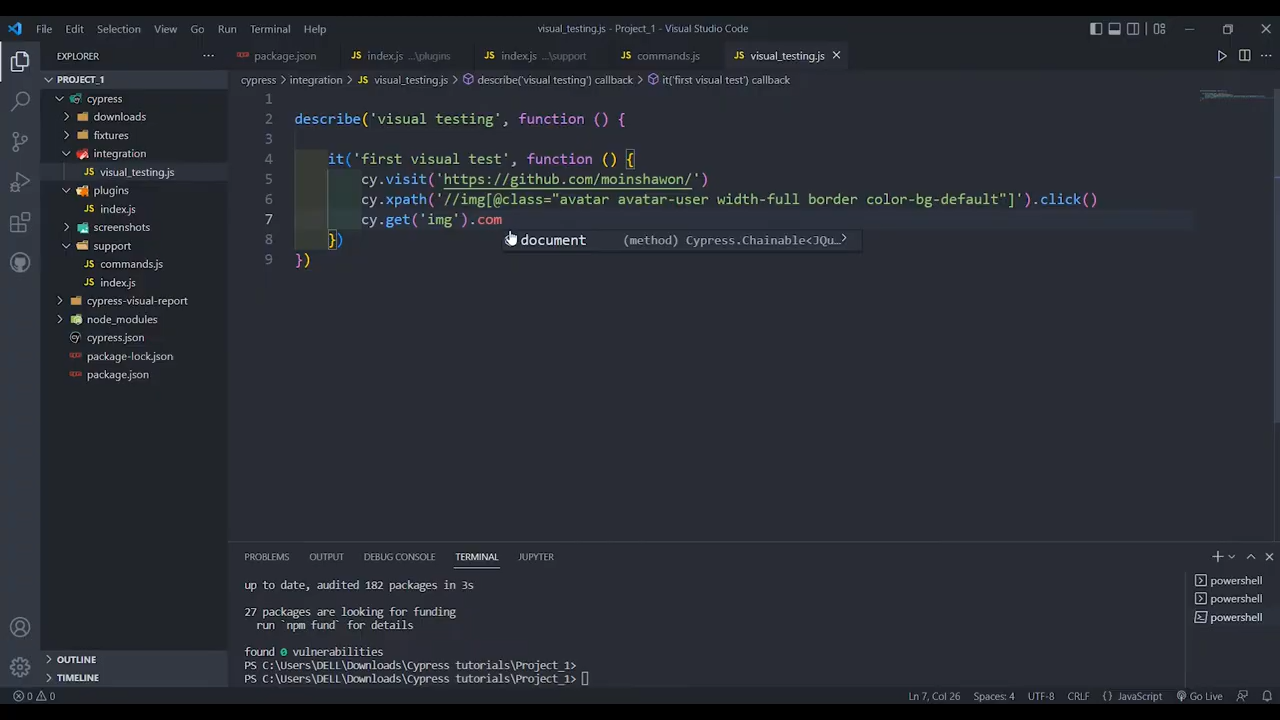 File Edit Selection View Go Run Terminal Help visual_testing.js - Project_1 - Visual Studio Code
EXPLORER
package.json index.js ...\plugins index.js ...\support commands.js visual_testing.js
PROJECT_1
cypress > integration > visual_testing.js > describe('visual testing') callback > it('first visual test') callback
cypress
downloads
fixtures
integration
visual_testing.js
plugins
index.js
screenshots
support
commands.js
index.js
cypress-visual-report
node_modules
cypress.json
package-lock.json
package.json
OUTLINE
TIMELINE
1
2 describe('visual testing', function () {
3
4 it('first visual test', function () {
5 cy.visit('https://github.com/moinshawon/')
6 cy.xpath('//img[@class="avatar avatar-user width-full border color-bg-default"]').click()
7 cy.get('img').com
8 })
9 })
document (method) Cypress.Chainable<JQu…
PROBLEMS OUTPUT DEBUG CONSOLE TERMINAL JUPYTER
up to date, audited 182 packages in 3s
27 packages are looking for funding
run `npm fund` for details
found 0 vulnerabilities
PS C:\Users\DELL\Downloads\Cypress tutorials\Project_1>
PS C:\Users\DELL\Downloads\Cypress tutorials\Project_1>
powershell
powershell
powershell
0 0 Ln 7, Col 26 Spaces: 4 UTF-8 CRLF {} JavaScript Go Live